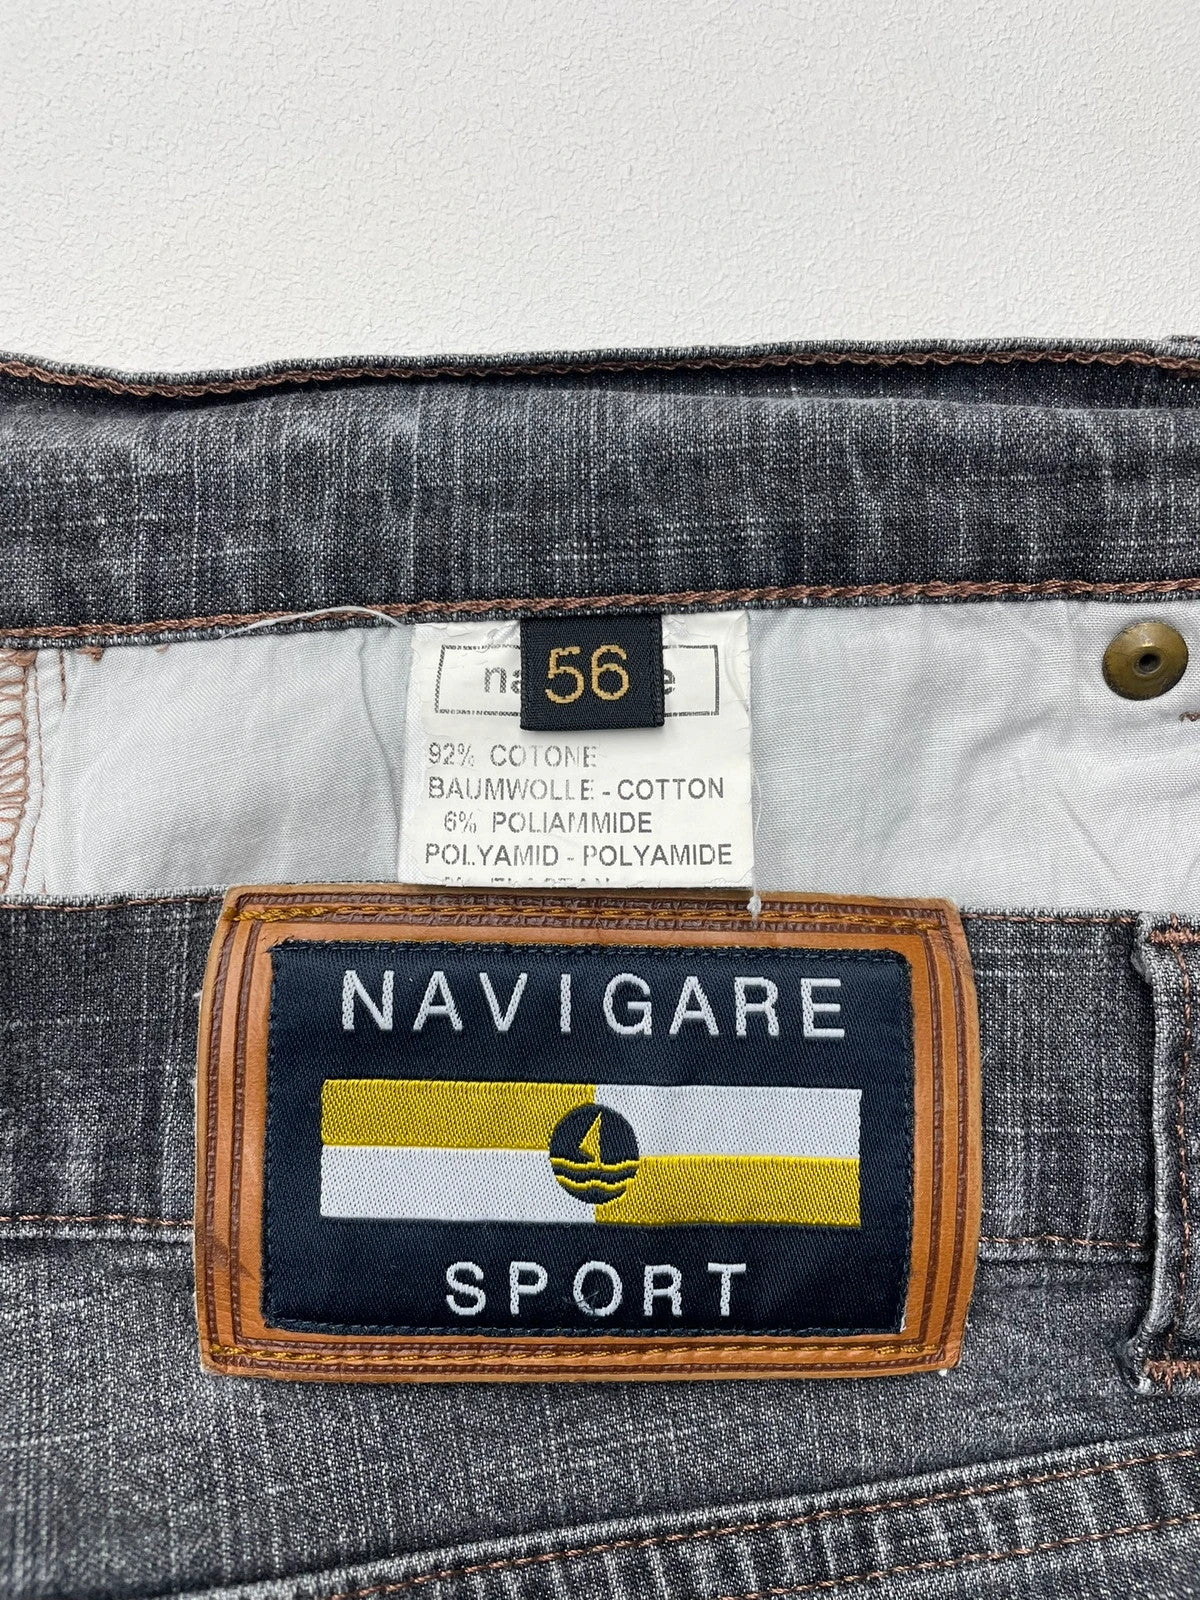 56
92% COTONE
BAUMWOLLE - COTTON
6% POLIAMMIDE
POLYAMID - POLYAMIDE
NAVIGARE
SPORT